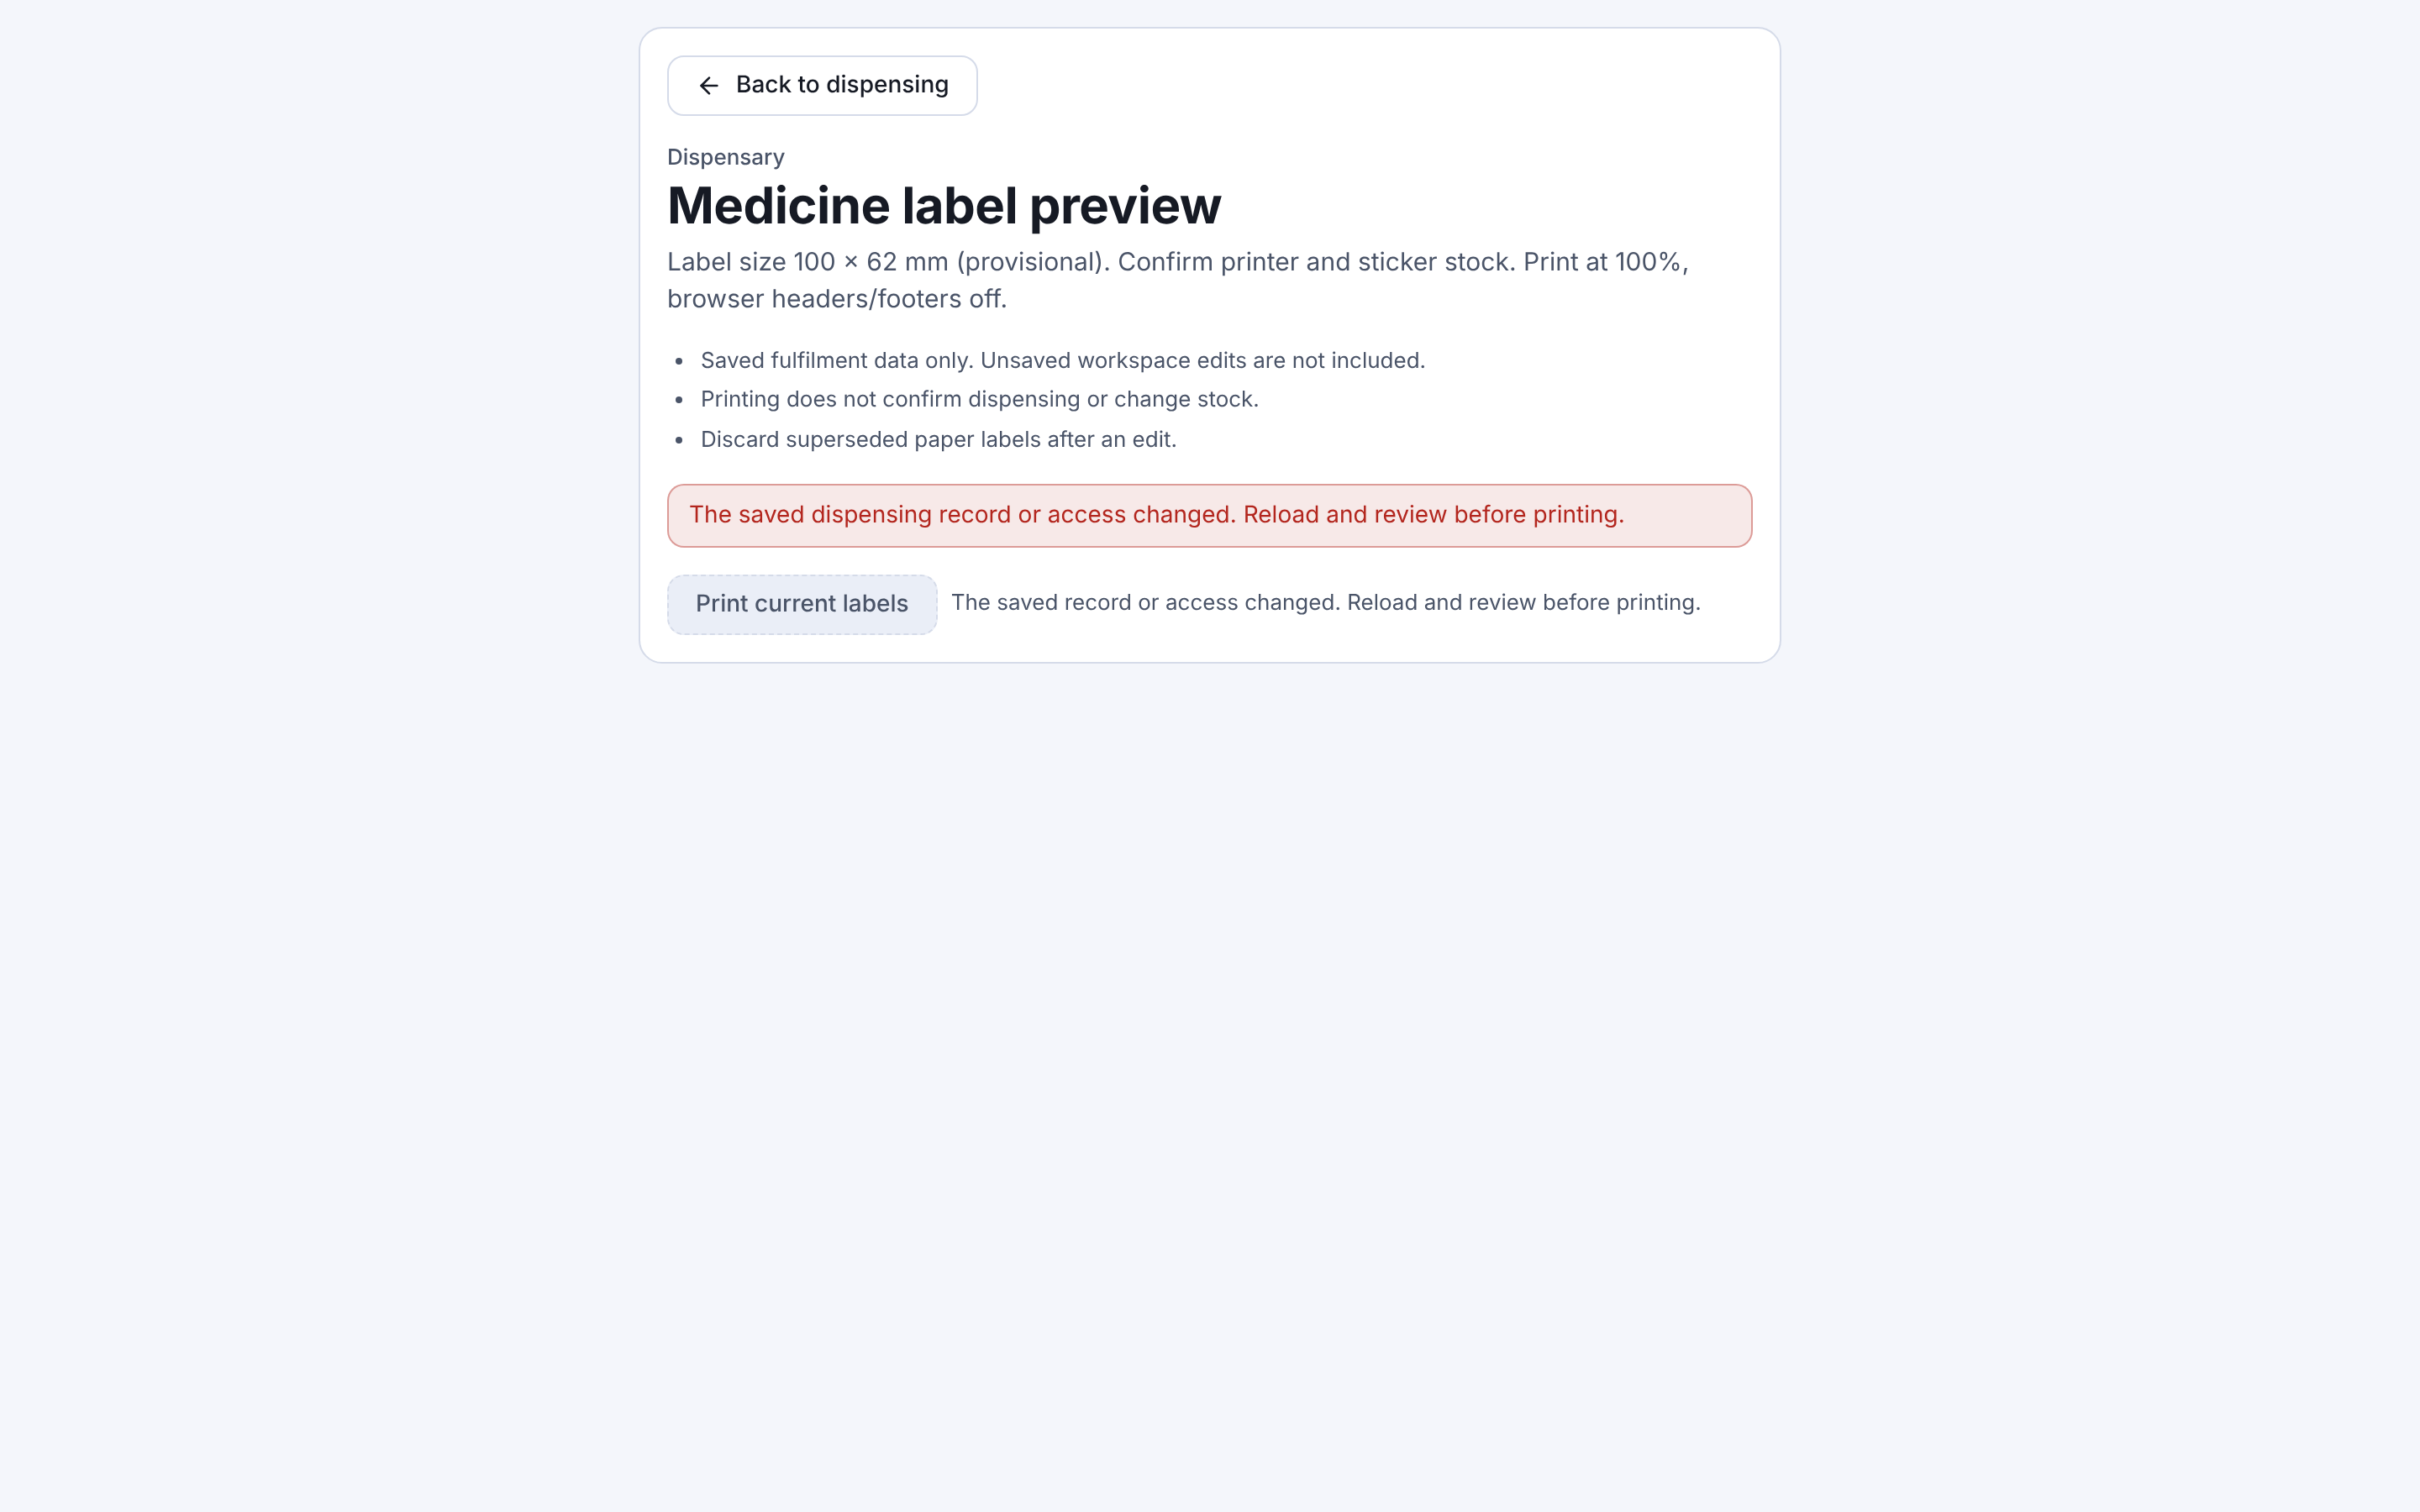 Back to dispensing
Dispensary
Medicine label preview
Label size 100 × 62 mm (provisional). Confirm printer and sticker stock. Print at 100%,
browser headers/footers off.
• Saved fulfilment data only. Unsaved workspace edits are not included.
• Printing does not confirm dispensing or change stock.
• Discard superseded paper labels after an edit.
The saved dispensing record or access changed. Reload and review before printing.
Print current labels The saved record or access changed. Reload and review before printing.